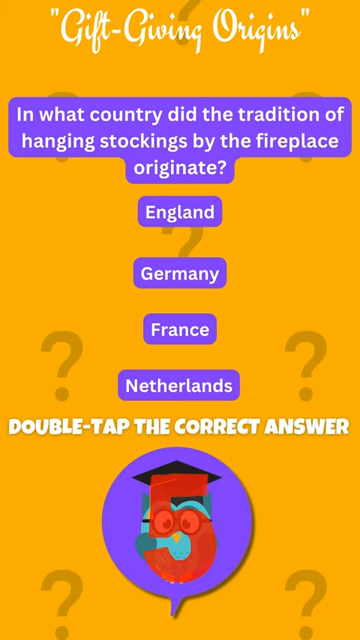 "Gift-Giving Origins"
In what country did the tradition of
hanging stockings by the fireplace
originate?
England
Germany
France
Netherlands
DOUBLE-TAP THE CORRECT ANSWER
5